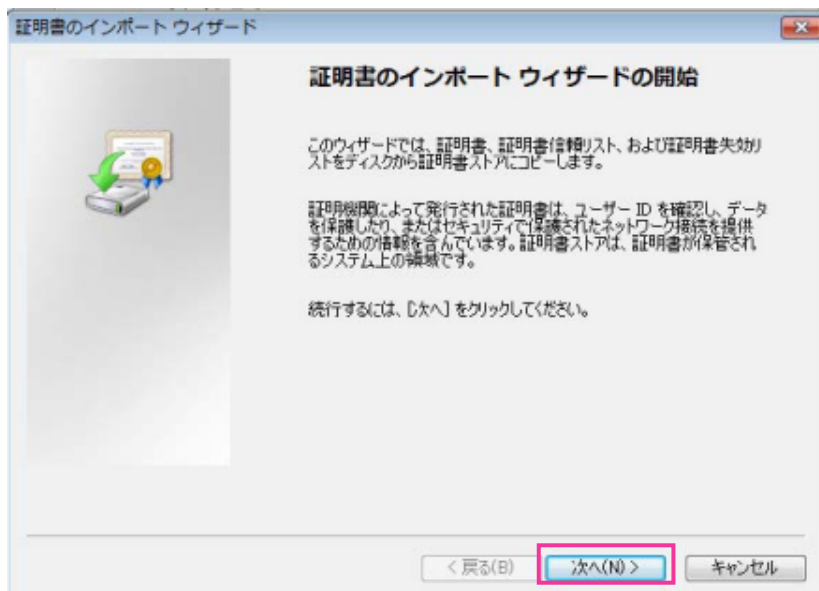 証明書のインポート ウィザード
証明書のインポート ウィザードの開始
このウィザードでは、証明書、証明書信頼リスト、および証明書失効リ
ストをディスクから証明書ストアにコピーします。
証明機関によって発行された証明書は、ユーザー ID を確認し、データ
を保護したり、またはセキュリティで保護されたネットワーク接続を提供
するための情報を含んでいます。証明書ストアは、証明書が保管され
るシステム上の領域です。
続行するには、[次へ] をクリックしてください。
< 戻る(B)
次へ(N) >
キャンセル